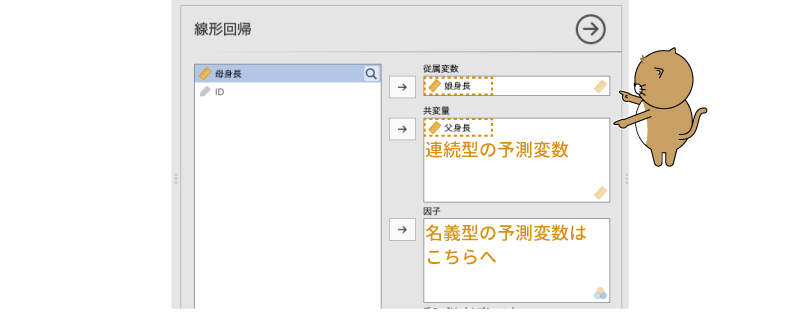 線形回帰
母身長
ID
従属変数
娘身長
共変量
父身長
連続型の予測変数
因子
名義型の予測変数は
こちらへ